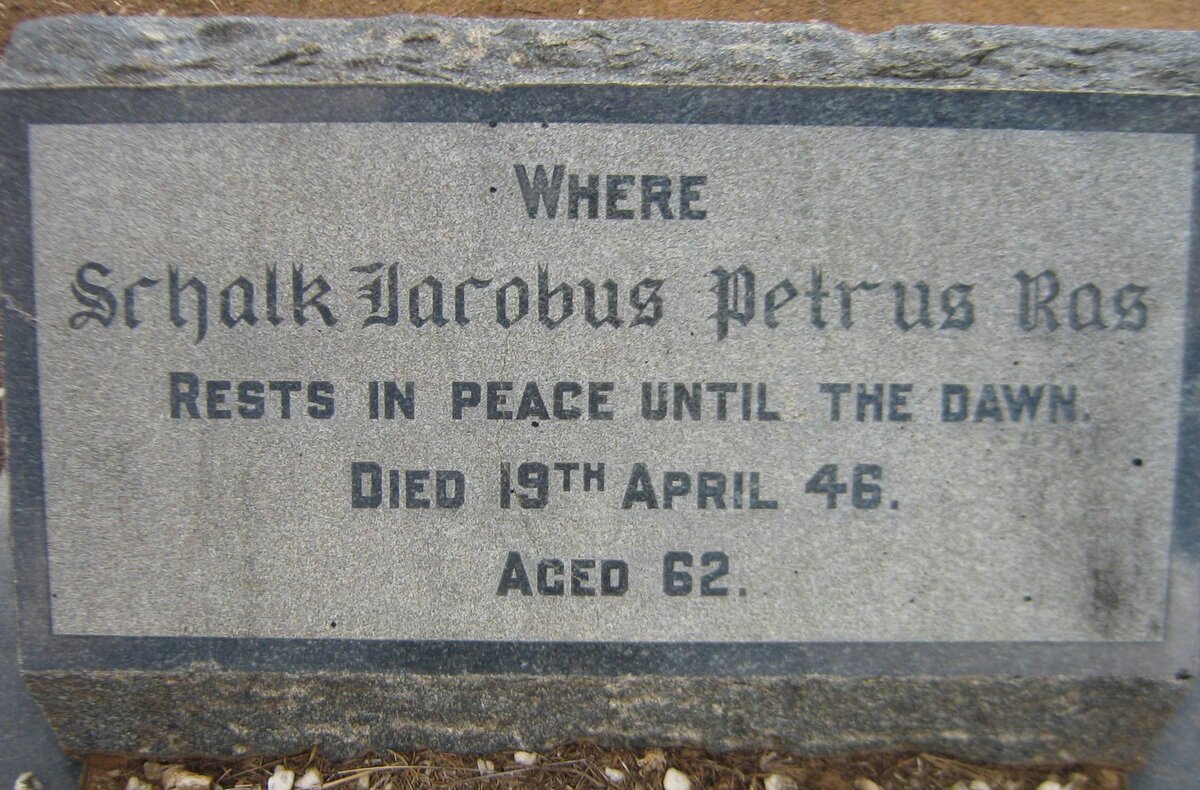 WHERE
Schalk Jacobus Petrus Ras
RESTS IN PEACE UNTIL THE DAWN.
DIED 19TH APRIL 46.
AGED 62.